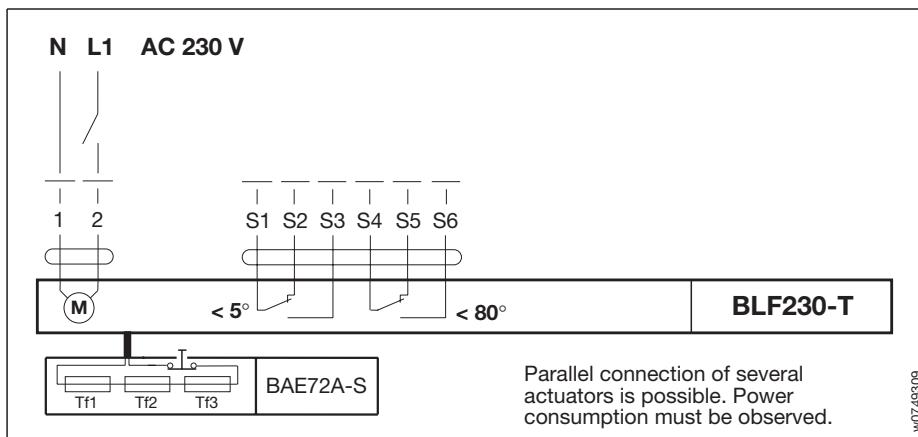 N L1 AC 230 V
1 2 S1 S2 S3 S4 S5 S6
M < 5° < 80° BLF230-T
Tf1 Tf2 Tf3 BAE72A-S
Parallel connection of several
actuators is possible. Power
consumption must be observed.
w0749309